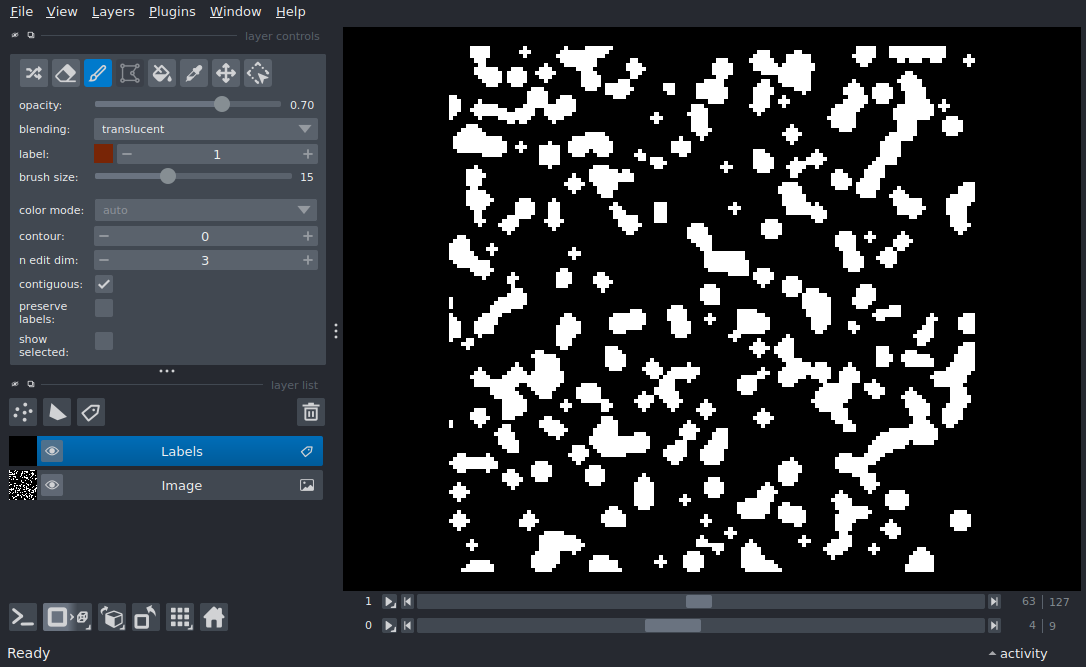 File View Layers Plugins Window Help
layer controls
opacity: 0.70
blending: translucent
label: 1
brush size: 15
color mode: auto
contour: 0
n edit dim: 3
contiguous:
preserve
labels:
show
selected:
layer list
Labels
Image
1 63 127
0 4 9
Ready activity